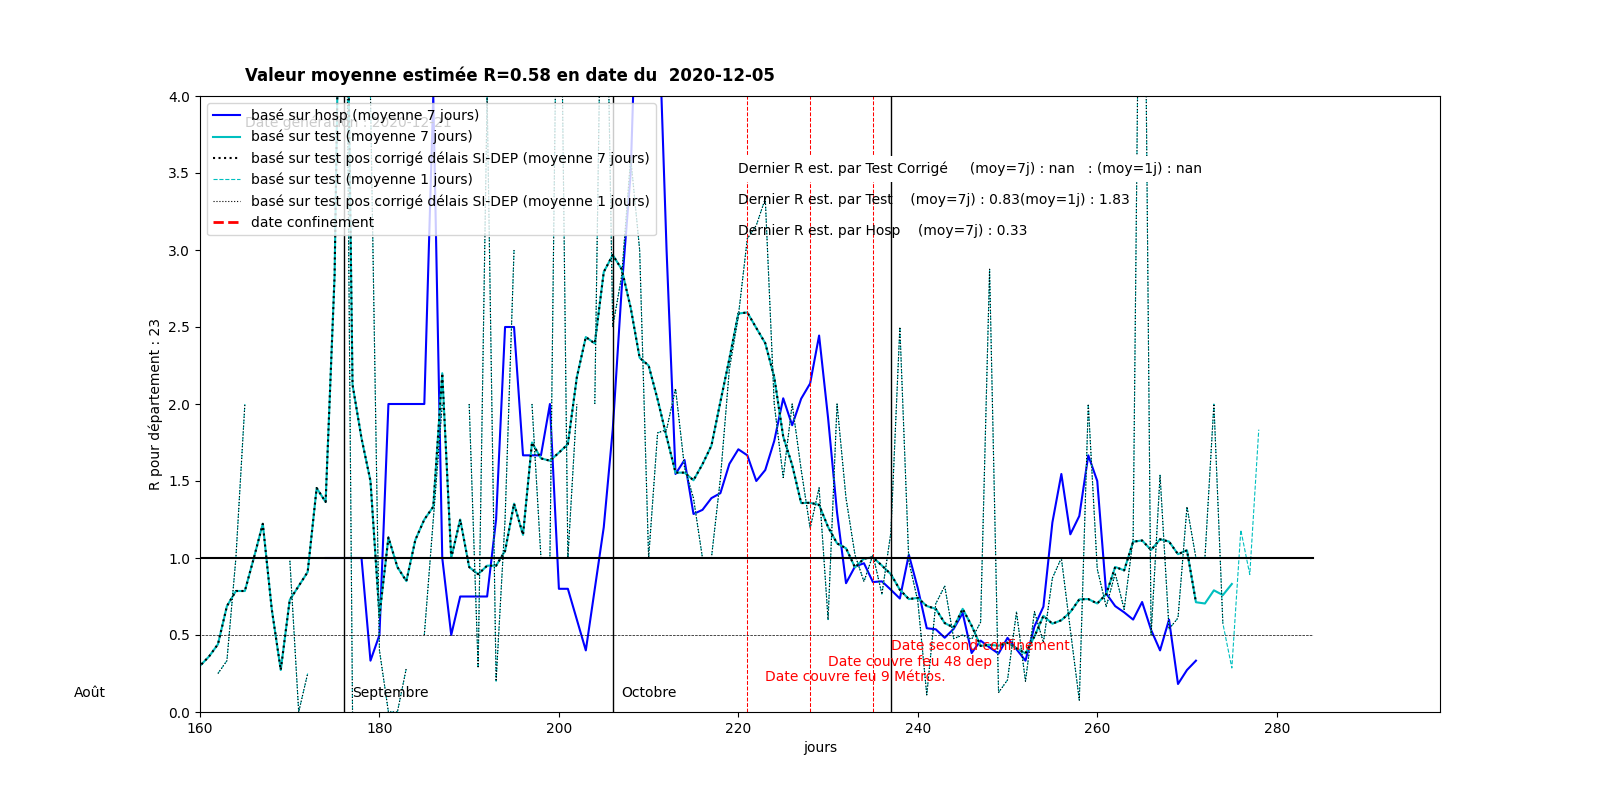 Valeur moyenne estimée R=0.58 en date du  2020-12-05
4.0
basé sur hosp (moyenne 7 jours)
basé sur test (moyenne 7 jours)
basé sur test pos corrigé délais SI-DEP (moyenne 7 jours)
basé sur test (moyenne 1 jours)
basé sur test pos corrigé délais SI-DEP (moyenne 1 jours)
date confinement
Dernier R est. par Test Corrigé     (moy=7j) : nan   : (moy=1j) : nan
Dernier R est. par Test    (moy=7j) : 0.83(moy=1j) : 1.83
Dernier R est. par Hosp    (moy=7j) : 0.33
3.5
3.0
2.5
2.0
1.5
1.0
0.5
0.0
R pour département : 23
Date second confinement
Date couvre feu 48 dep
Date couvre feu 9 Métros.
Août
Septembre
Octobre
160 180 200 220 240 260 280
jours